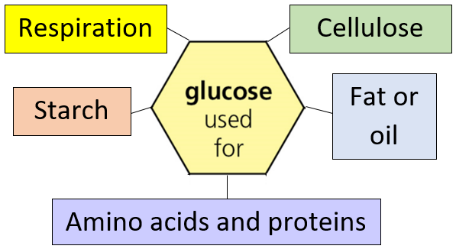 Respiration
Cellulose
glucose
used
for
Starch
Fat or
oil
Amino acids and proteins